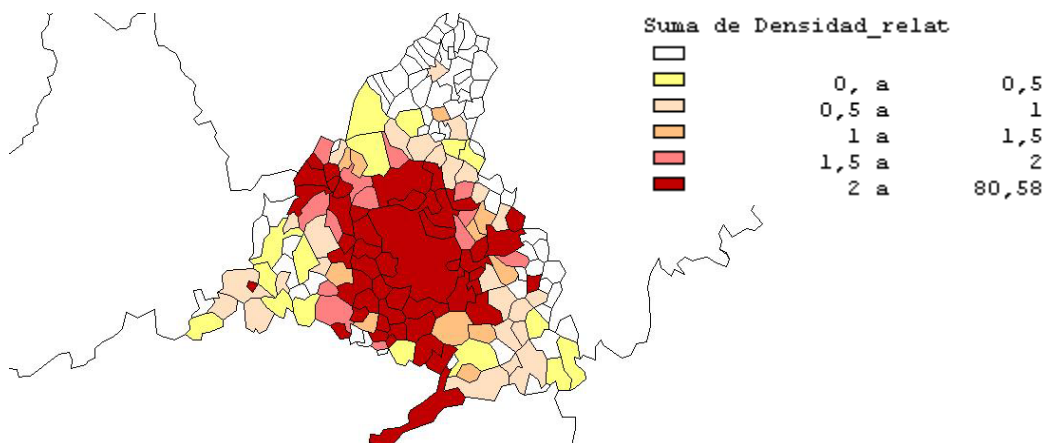 Suma de Densidad_relat
0, a 0,5
0,5 a 1
1 a 1,5
1,5 a 2
2 a 80,58